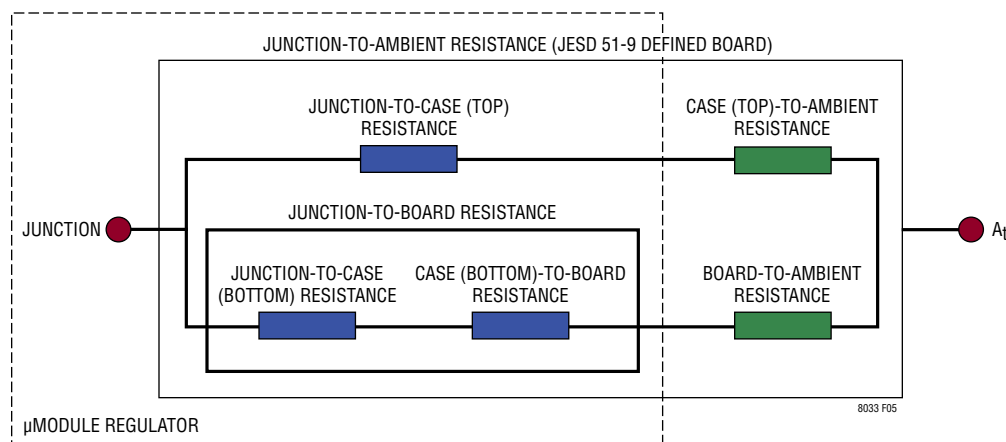 JUNCTION-TO-AMBIENT RESISTANCE (JESD 51-9 DEFINED BOARD)
JUNCTION-TO-CASE (TOP)
RESISTANCE
CASE (TOP)-TO-AMBIENT
RESISTANCE
JUNCTION-TO-BOARD RESISTANCE
JUNCTION
At
JUNCTION-TO-CASE
(BOTTOM) RESISTANCE
CASE (BOTTOM)-TO-BOARD
RESISTANCE
BOARD-TO-AMBIENT
RESISTANCE
8033 F05
µMODULE REGULATOR